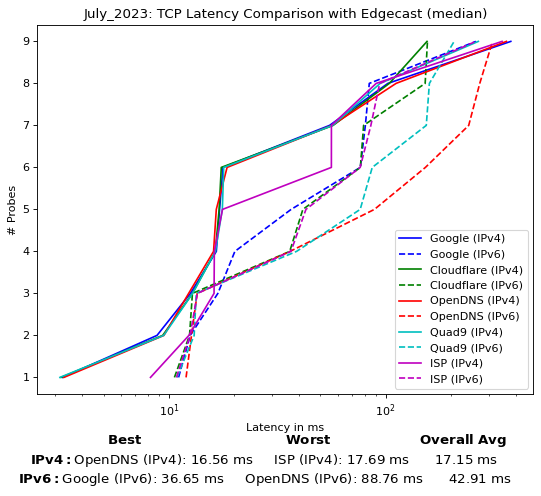 July_2023: TCP Latency Comparison with Edgecast (median)
9
8
7
6
5
4
3
2
1
# Probes
Google (IPv4)
Google (IPv6)
Cloudflare (IPv4)
Cloudflare (IPv6)
OpenDNS (IPv4)
OpenDNS (IPv6)
Quad9 (IPv4)
Quad9 (IPv6)
ISP (IPv4)
ISP (IPv6)
10¹ 10²
Latency in ms
Best Worst Overall Avg
IPv4: OpenDNS (IPv4): 16.56 ms ISP (IPv4): 17.69 ms 17.15 ms
IPv6: Google (IPv6): 36.65 ms OpenDNS (IPv6): 88.76 ms 42.91 ms